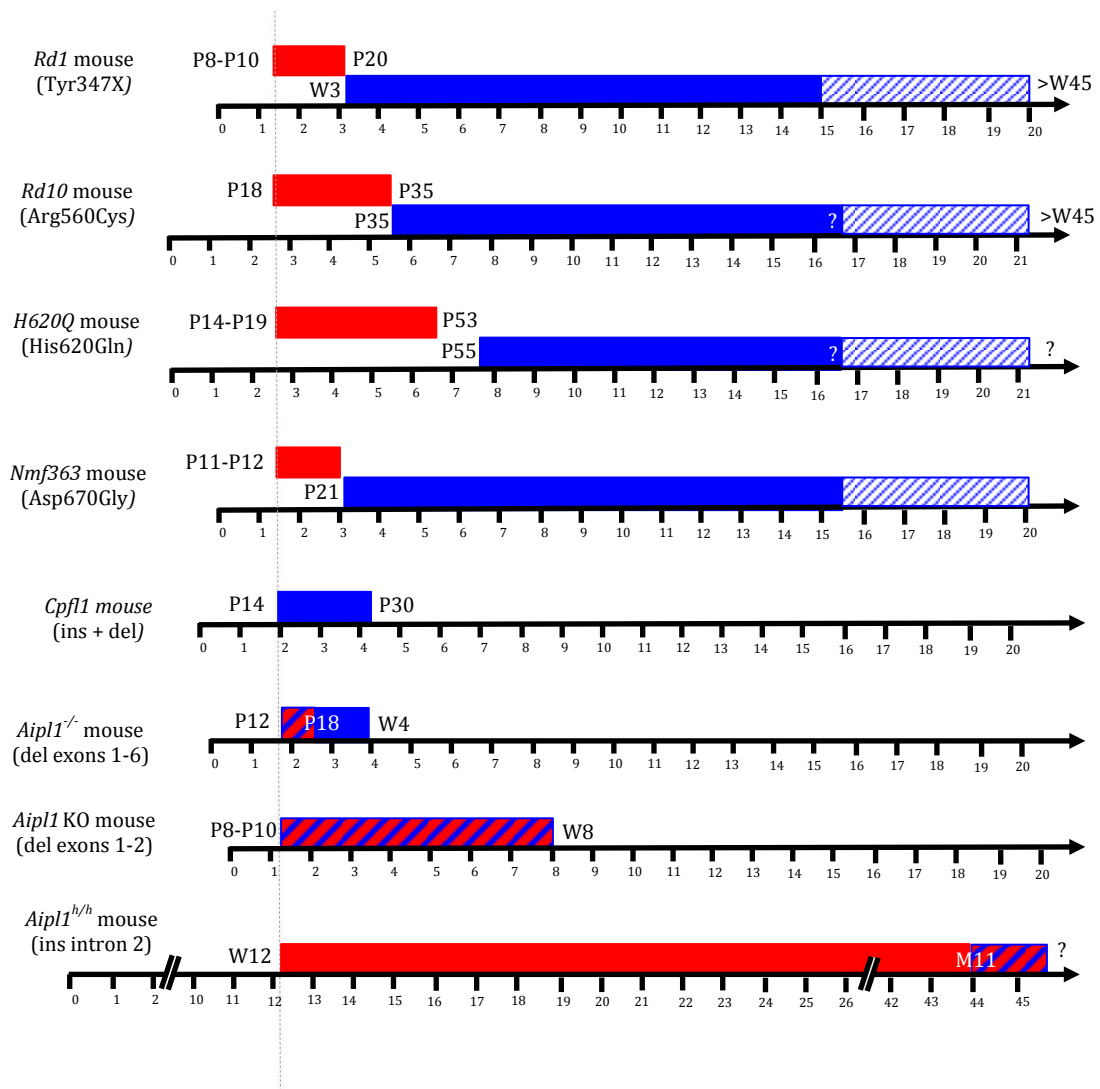 Rd1 mouse
(Tyr347X)
P8-P10
P20
W3
>W45
0 1 2 3 4 5 6 7 8 9 10 11 12 13 14 15 16 17 18 19 20
Rd10 mouse
(Arg560Cys)
P18
P35
P35
?
>W45
0 1 2 3 4 5 6 7 8 9 10 11 12 13 14 15 16 17 18 19 20 21
H620Q mouse
(His620Gln)
P14-P19
P53
P55
?
?
0 1 2 3 4 5 6 7 8 9 10 11 12 13 14 15 16 17 18 19 20 21
Nmf363 mouse
(Asp670Gly)
P11-P12
P21
0 1 2 3 4 5 6 7 8 9 10 11 12 13 14 15 16 17 18 19 20
Cpfl1 mouse
(ins + del)
P14
P30
0 1 2 3 4 5 6 7 8 9 10 11 12 13 14 15 16 17 18 19 20
Aipl1-/- mouse
(del exons 1-6)
P12
P18
W4
0 1 2 3 4 5 6 7 8 9 10 11 12 13 14 15 16 17 18 19 20
Aipl1 KO mouse
(del exons 1-2)
P8-P10
W8
0 1 2 3 4 5 6 7 8 9 10 11 12 13 14 15 16 17 18 19 20
Aipl1h/h mouse
(ins intron 2)
W12
M11
?
0 1 2 10 11 12 13 14 15 16 17 18 19 20 21 22 23 24 25 26 42 43 44 45